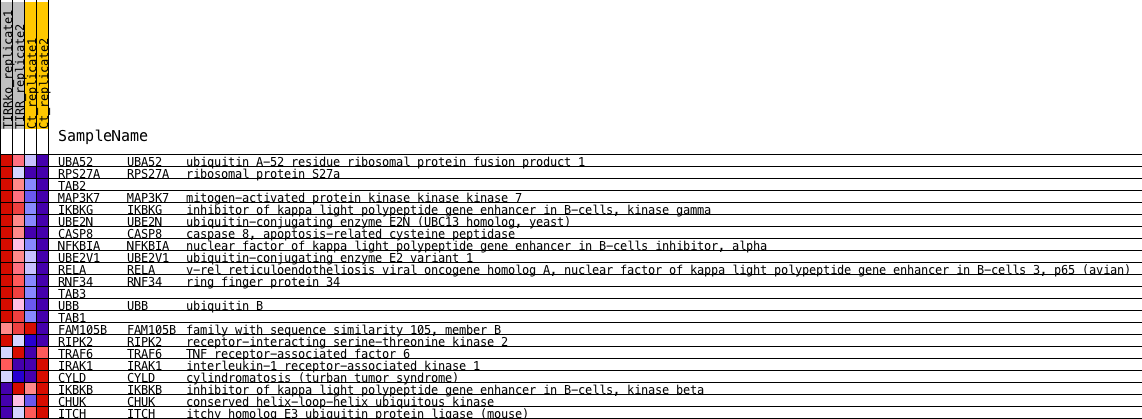 TIRRko_replicate1
TIRR_replicate2
Ct_replicate1
Ct_replicate2
SampleName
UBA52 UBA52 ubiquitin A-52 residue ribosomal protein fusion product 1
RPS27A RPS27A ribosomal protein S27a
TAB2
MAP3K7 MAP3K7 mitogen-activated protein kinase kinase kinase 7
IKBKG IKBKG inhibitor of kappa light polypeptide gene enhancer in B-cells, kinase gamma
UBE2N UBE2N ubiquitin-conjugating enzyme E2N (UBC13 homolog, yeast)
CASP8 CASP8 caspase 8, apoptosis-related cysteine peptidase
NFKBIA NFKBIA nuclear factor of kappa light polypeptide gene enhancer in B-cells inhibitor, alpha
UBE2V1 UBE2V1 ubiquitin-conjugating enzyme E2 variant 1
RELA RELA v-rel reticuloendotheliosis viral oncogene homolog A, nuclear factor of kappa light polypeptide gene enhancer in B-cells 3, p65 (avian)
RNF34 RNF34 ring finger protein 34
TAB3
UBB UBB ubiquitin B
TAB1
FAM105B FAM105B family with sequence similarity 105, member B
RIPK2 RIPK2 receptor-interacting serine-threonine kinase 2
TRAF6 TRAF6 TNF receptor-associated factor 6
IRAK1 IRAK1 interleukin-1 receptor-associated kinase 1
CYLD CYLD cylindromatosis (turban tumor syndrome)
IKBKB IKBKB inhibitor of kappa light polypeptide gene enhancer in B-cells, kinase beta
CHUK CHUK conserved helix-loop-helix ubiquitous kinase
ITCH ITCH itchy homolog E3 ubiquitin protein ligase (mouse)